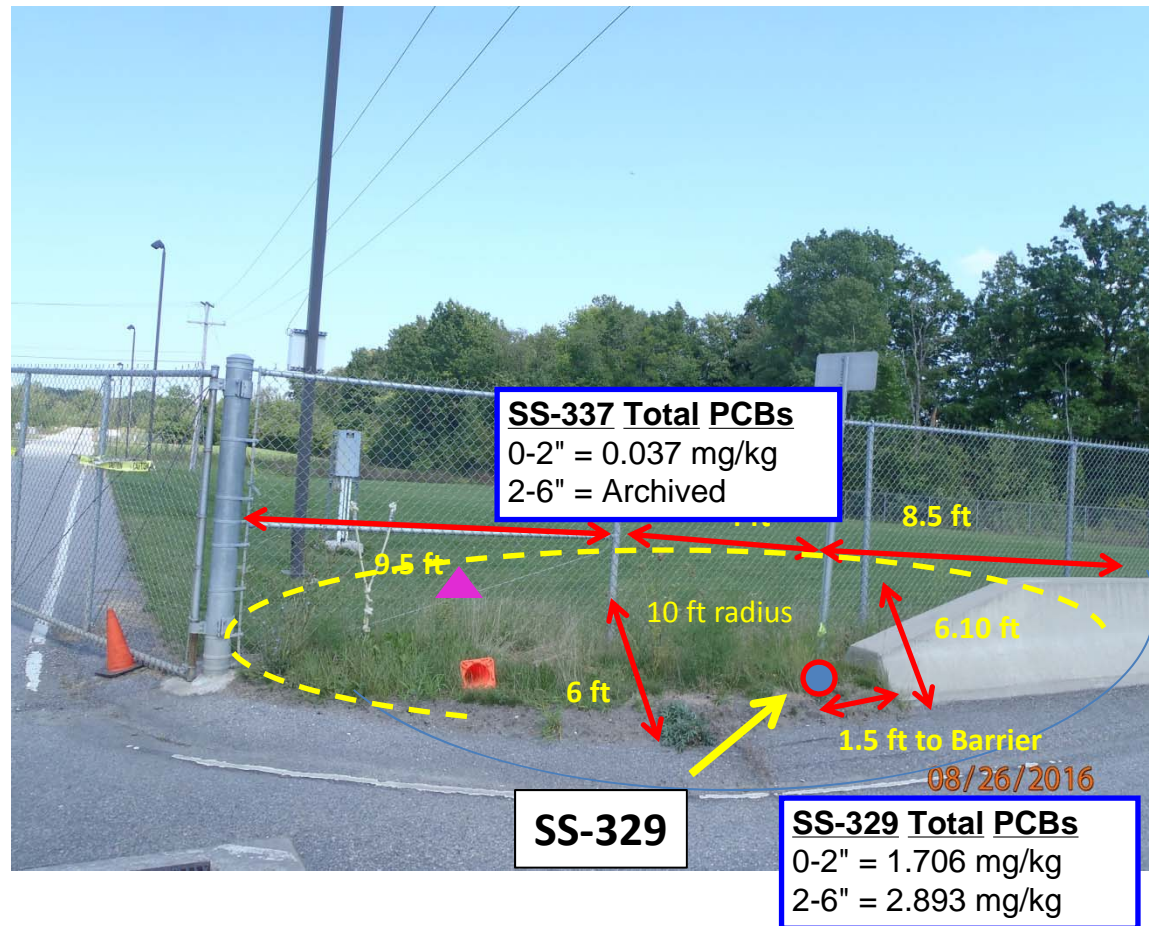 SS-337 Total PCBs
0-2" = 0.037 mg/kg
2-6" = Archived
8.5 ft
9.5 ft
10 ft radius
6.10 ft
6 ft
1.5 ft to Barrier
08/26/2016
SS-329
SS-329 Total PCBs
0-2" = 1.706 mg/kg
2-6" = 2.893 mg/kg